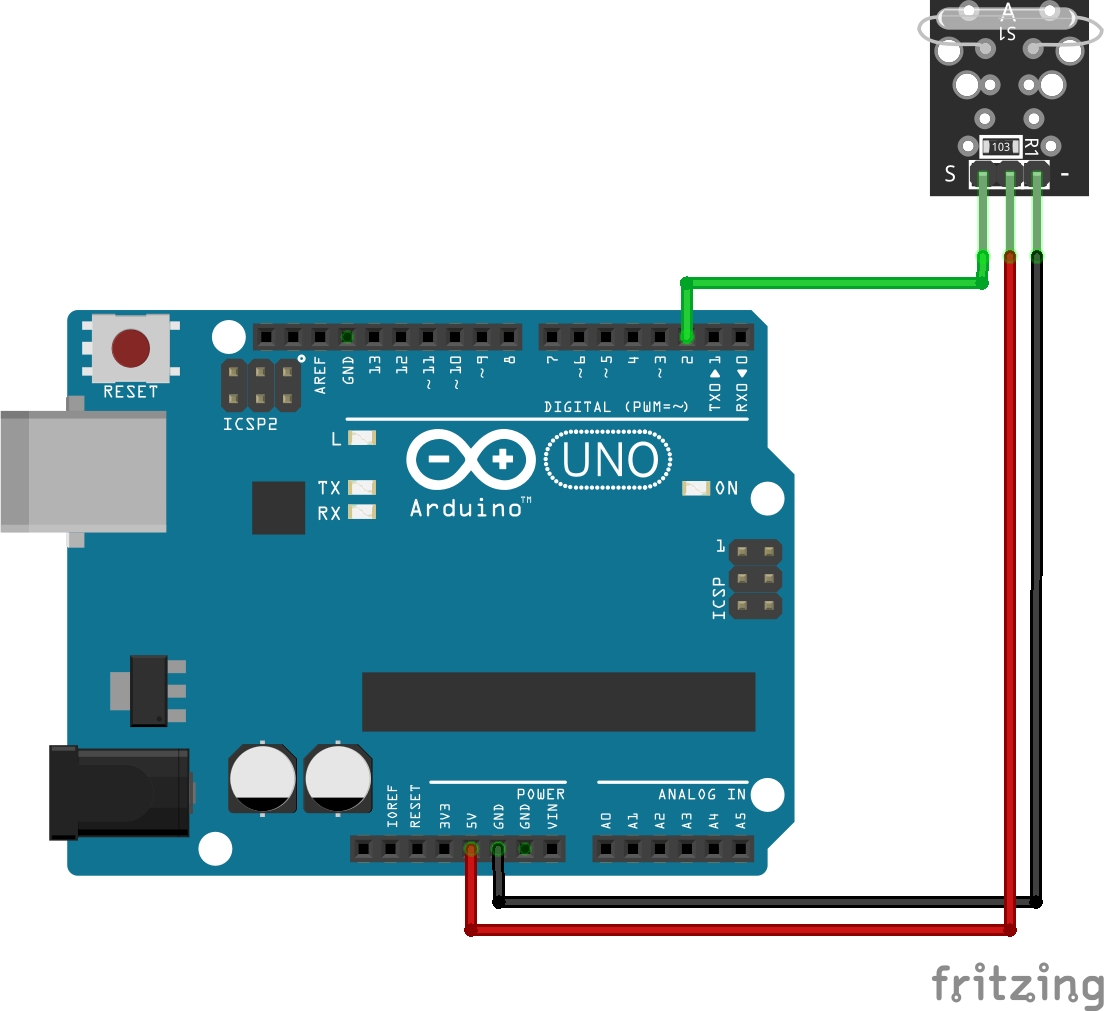 A
S1
103
R1
S
-
RESET
ICSP2
AREF
GND
13
12
~11
~10
~9
8
7
~6
~5
4
~3
2
TX0▶1
RX0◀0
DIGITAL (PWM=~)
L
TX
RX
Arduino™
UNO
ON
1
ICSP
IOREF
RESET
3V3
5V
GND
GND
VIN
POWER
A0
A1
A2
A3
A4
A5
ANALOG IN
fritzing